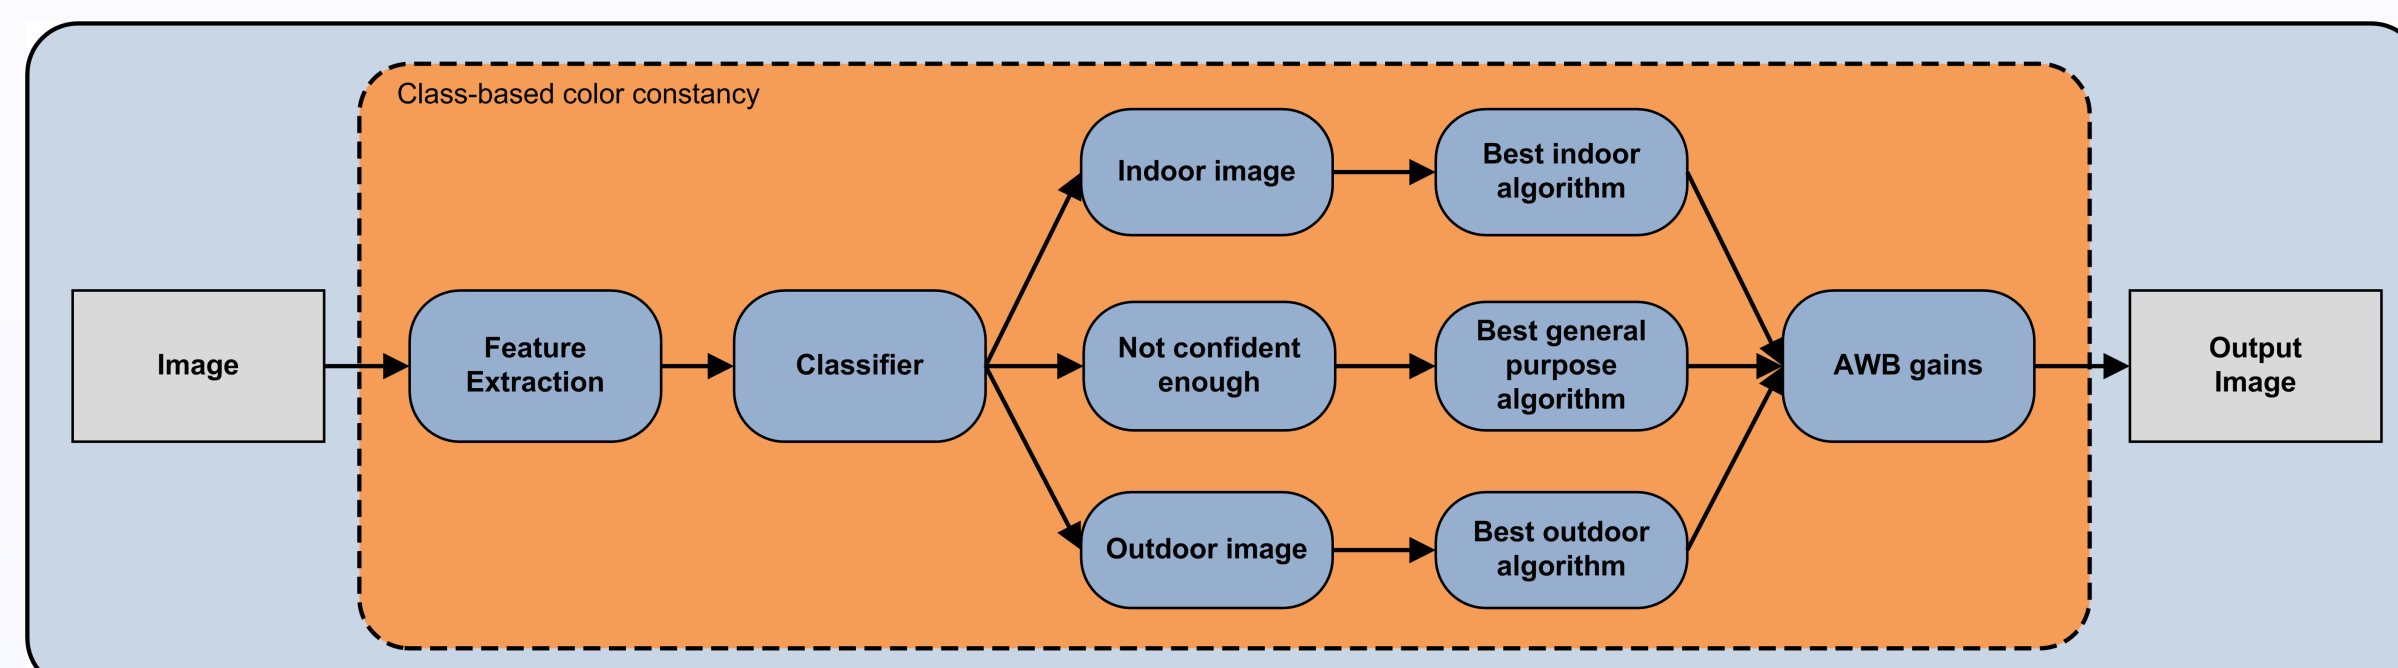 Class-based color constancy
Image
Feature
Extraction
Classifier
Indoor image
Best indoor
algorithm
Not confident
enough
Best general
purpose
algorithm
Outdoor image
Best outdoor
algorithm
AWB gains
Output
Image